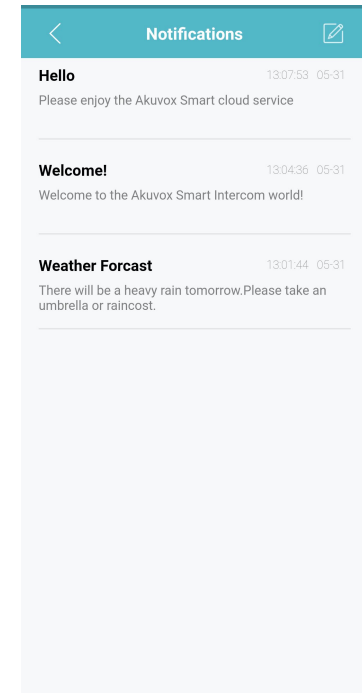 Notifications
Hello 13:07:53 05-31
Please enjoy the Akuvox Smart cloud service
Welcome! 13:04:36 05-31
Welcome to the Akuvox Smart Intercom world!
Weather Forcast 13:01:44 05-31
There will be a heavy rain tomorrow.Please take an
umbrella or raincost.